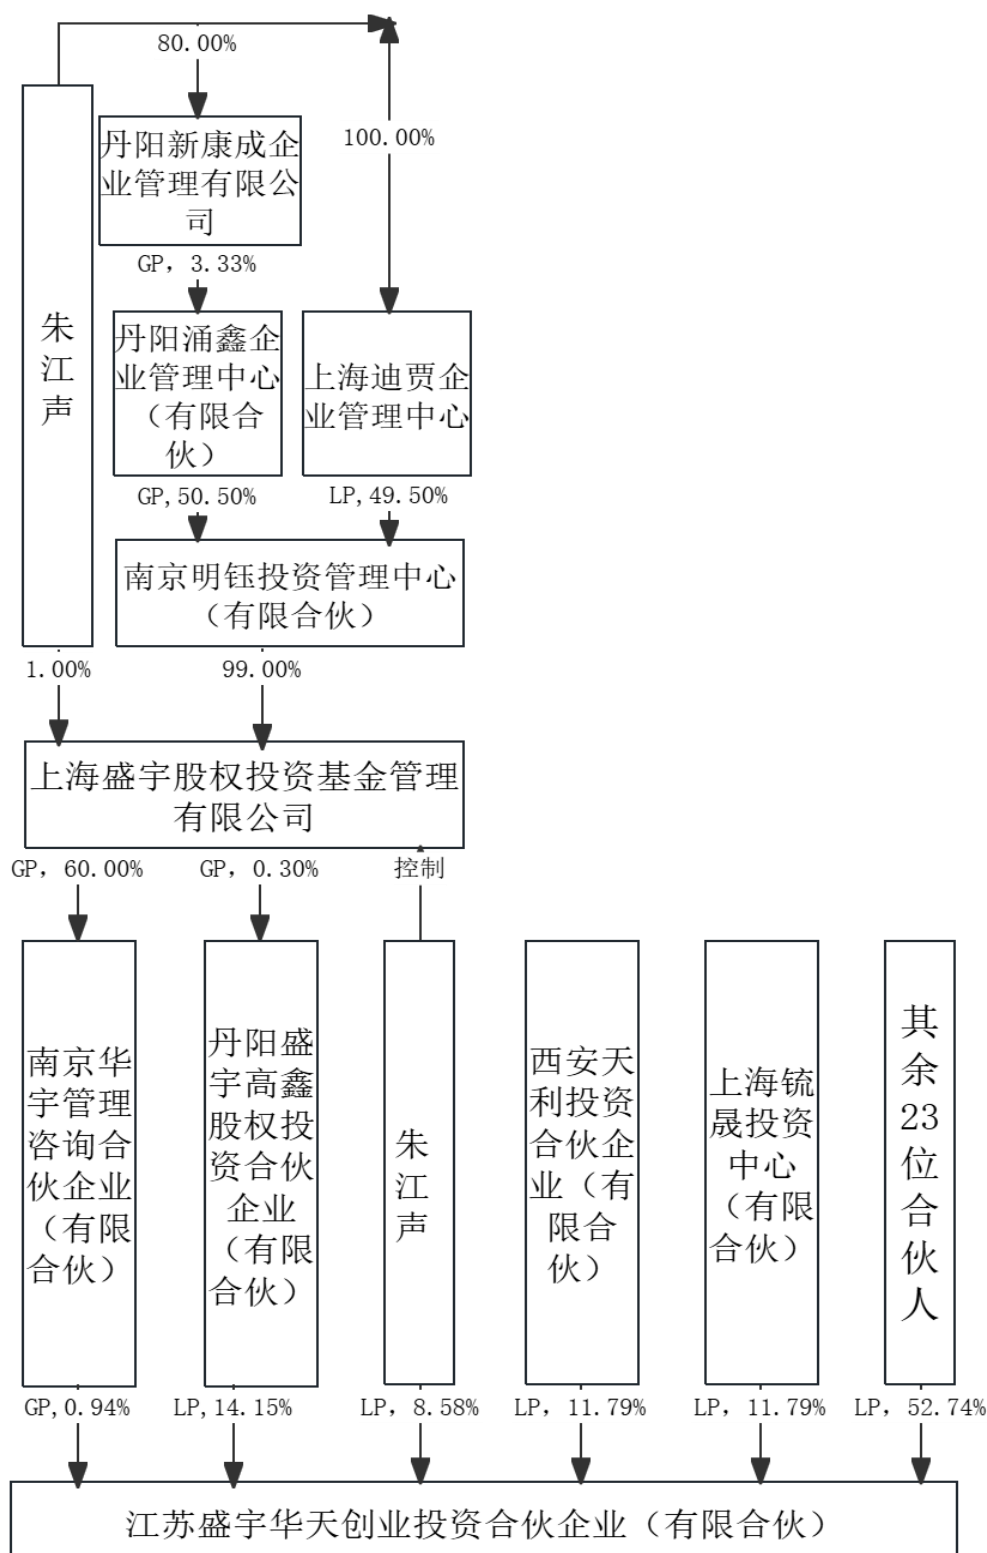 80.00%
100.00%
丹阳新康成企
业管理有限公
司
GP，3.33%
朱
江
声
丹阳涌鑫企
业管理中心
（有限合
伙）
上海迪贾企
业管理中心
GP,50.50%
LP,49.50%
南京明钰投资管理中心
（有限合伙）
1.00%
99.00%
上海盛宇股权投资基金管理
有限公司
GP，60.00%
GP，0.30%
控制
南京华
宇管理
咨询合
伙企业
（有限
合伙）
丹阳盛
宇高鑫
股权投
资合伙
企业
（有限
合伙）
朱
江
声
西安天
利投资
合伙企
业（有
限合
伙）
上海锍
晟投资
中心
（有限
合伙）
其
余
23
位
合
伙
人
GP,0.94%
LP,14.15%
LP，8.58%
LP，11.79%
LP，11.79%
LP，52.74%
江苏盛宇华天创业投资合伙企业（有限合伙）